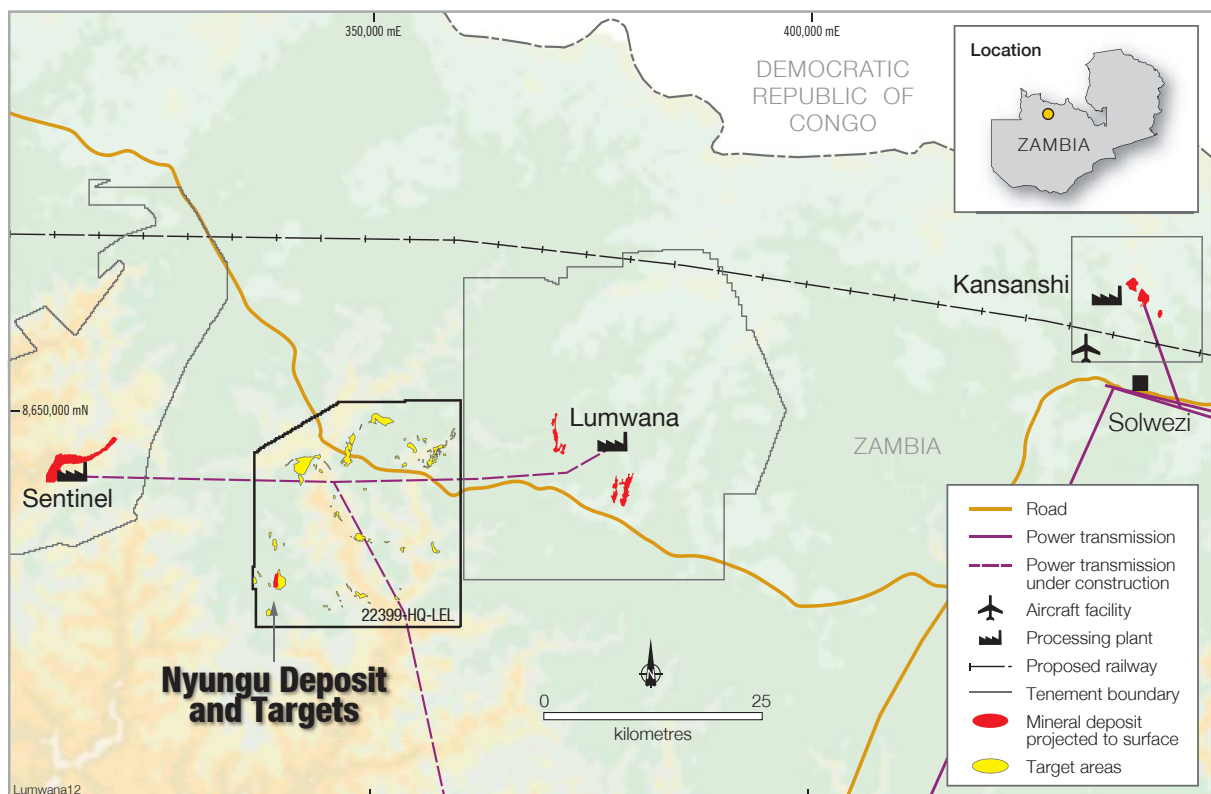 350,000 mE
400,000 mE
DEMOCRATIC
REPUBLIC OF
CONGO
Location
ZAMBIA
Kansanshi
8,650,000 mN
Lumwana
Solwezi
ZAMBIA
Sentinel
22399-HQ-LEL
Nyungu Deposit
and Targets
N
0
25
kilometres
Road
Power transmission
Power transmission
under construction
Aircraft facility
Processing plant
Proposed railway
Tenement boundary
Mineral deposit
projected to surface
Target areas
Lumwana12